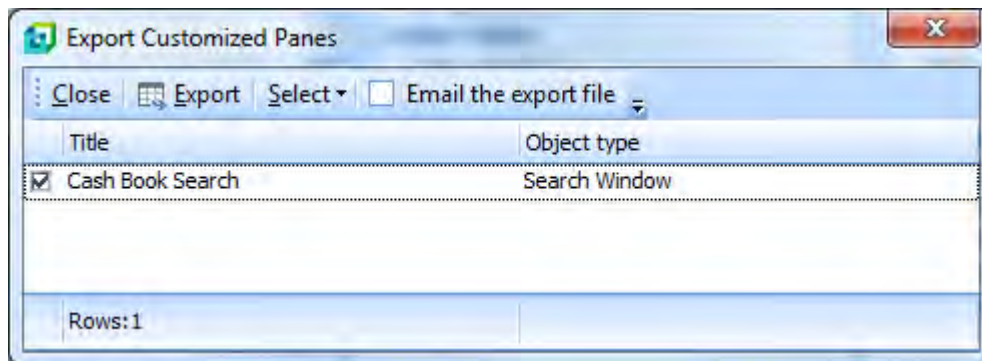 Export Customized Panes
Close Export Select Email the export file
Title Object type
Cash Book Search Search Window
Rows:1